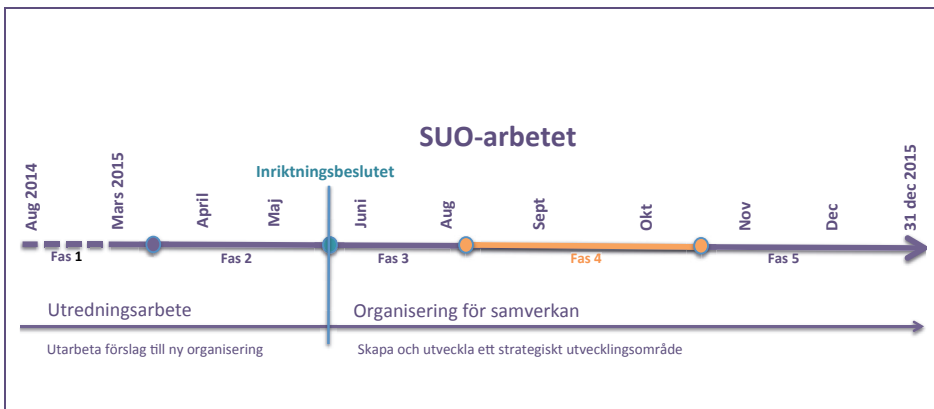 SUO-arbetet
Inriktningsbeslutet
Aug 2014
Mars 2015
April
Maj
Juni
Aug
Sept
Okt
Nov
Dec
31 dec 2015
Fas 1
Fas 2
Fas 3
Fas 4
Fas 5
Utredningsarbete
Organisering för samverkan
Utarbeta förslag till ny organisering
Skapa och utveckla ett strategiskt utvecklingsområde